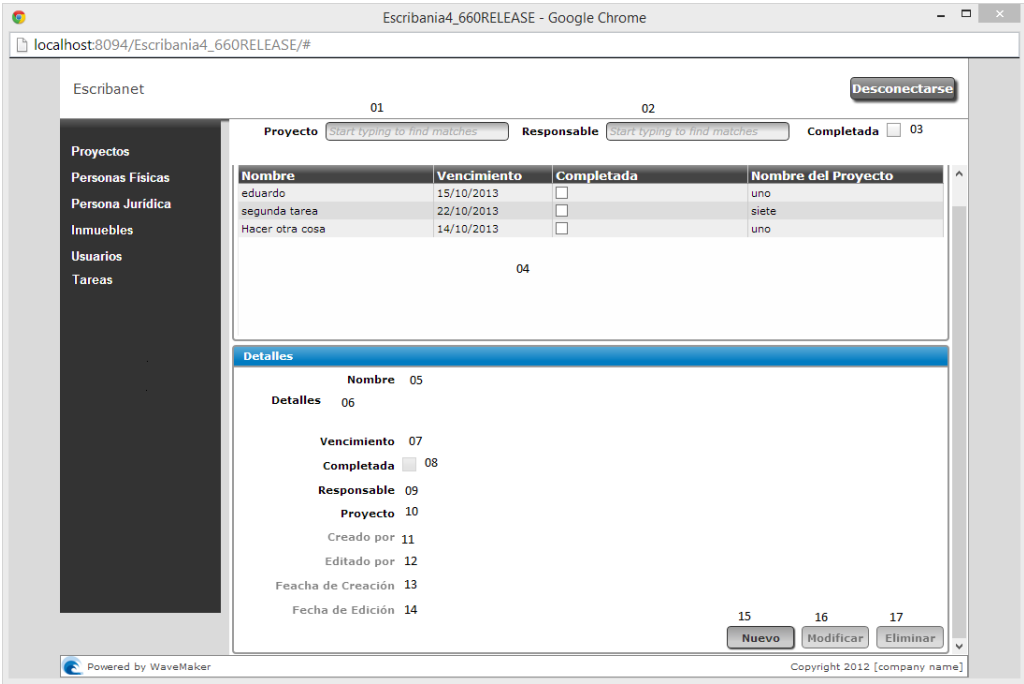 Escribania4_660RELEASE - Google Chrome
localhost:8094/Escribania4_660RELEASE/#
Escribanet
Desconectarse
01 02
Proyecto Start typing to find matches Responsable Start typing to find matches Completada 03
Proyectos
Personas Físicas
Persona Jurídica
Inmuebles
Usuarios
Tareas
Nombre Vencimiento Completada Nombre del Proyecto
eduardo 15/10/2013 uno
segunda tarea 22/10/2013 siete
Hacer otra cosa 14/10/2013 uno
04
Detalles
Nombre 05
Detalles 06
Vencimiento 07
Completada 08
Responsable 09
Proyecto 10
Creado por 11
Editado por 12
Feacha de Creación 13
Fecha de Edición 14
15 16 17
Nuevo Modificar Eliminar
Powered by WaveMaker Copyright 2012 [company name]